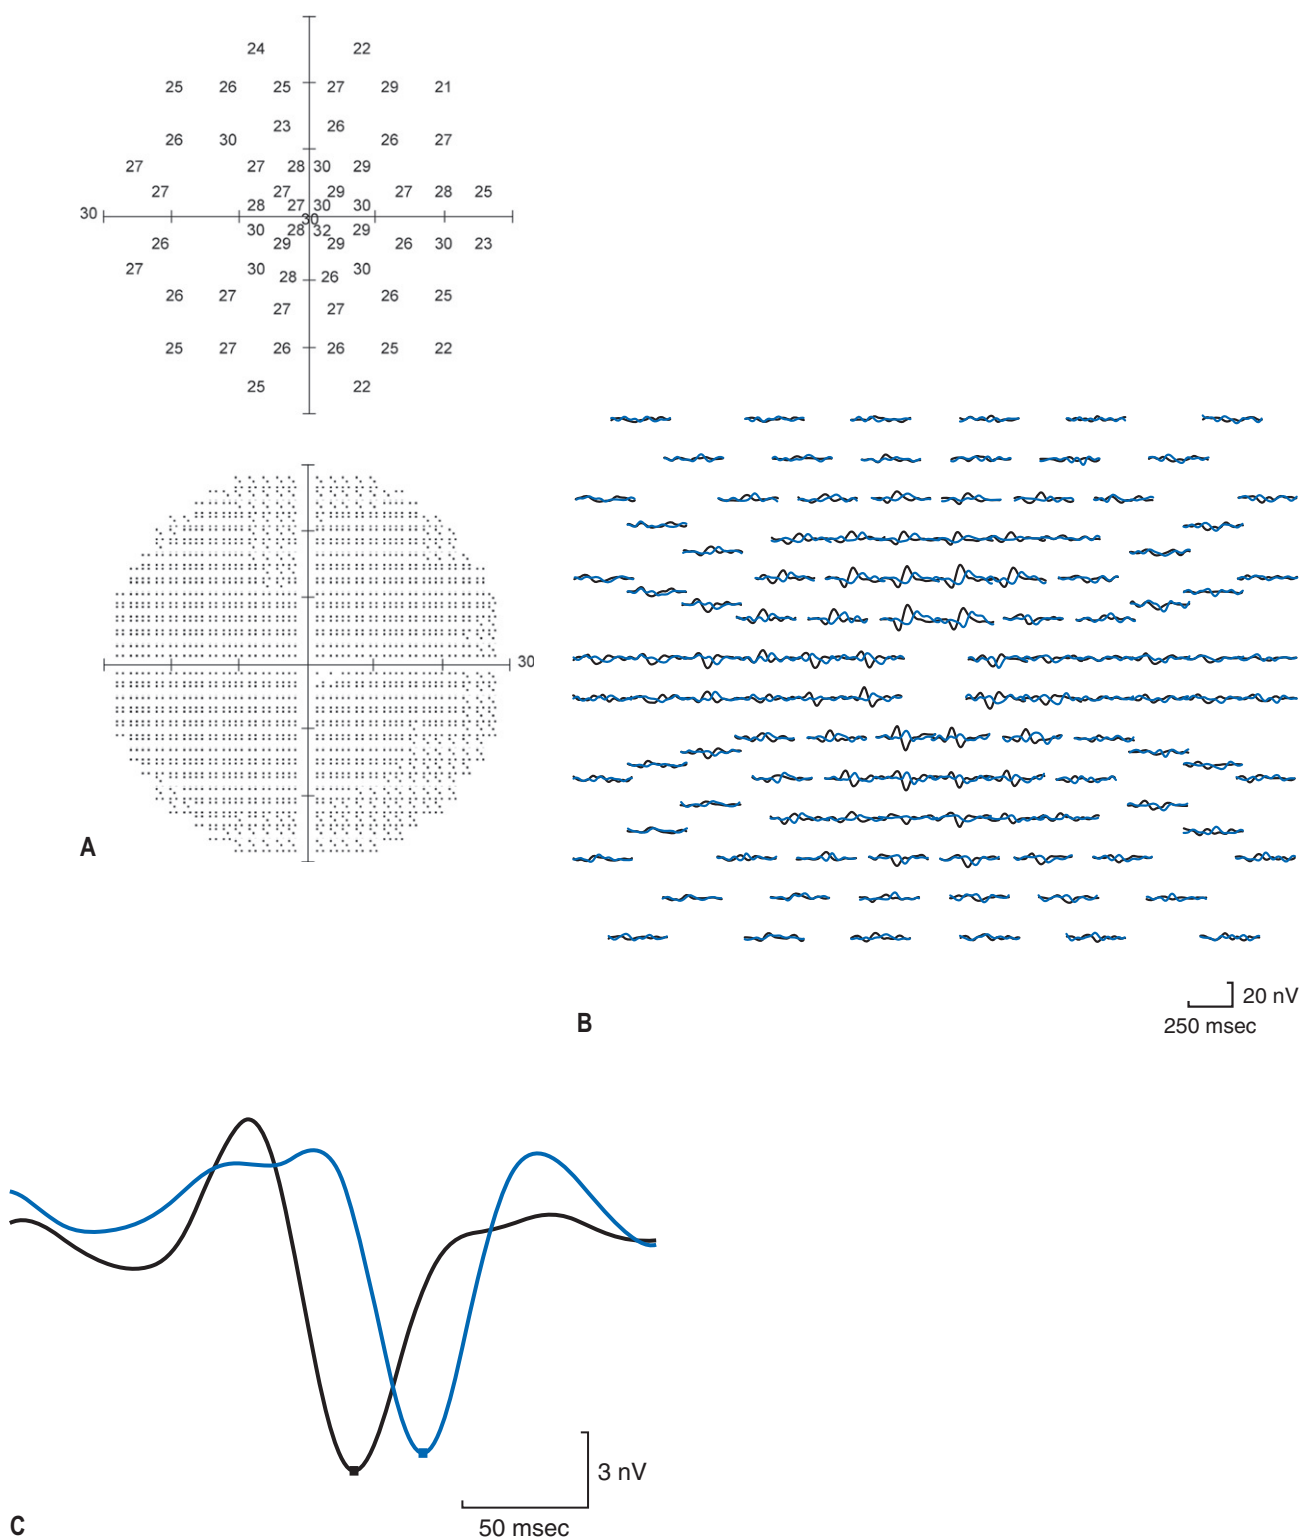 24 22
25 26 25 27 29 21
23 26
26 30 26 27
27 27 28 30 29
27 27 29 27 28 25
28 27 30 30
30 30
30 28 32 29
26 29 29 26 30 23
27 30 30
28 26
26 27 26 25
27 27
25 27 26 26 25 22
25 22
30
A
20 nV
B
250 msec
3 nV
50 msec
C